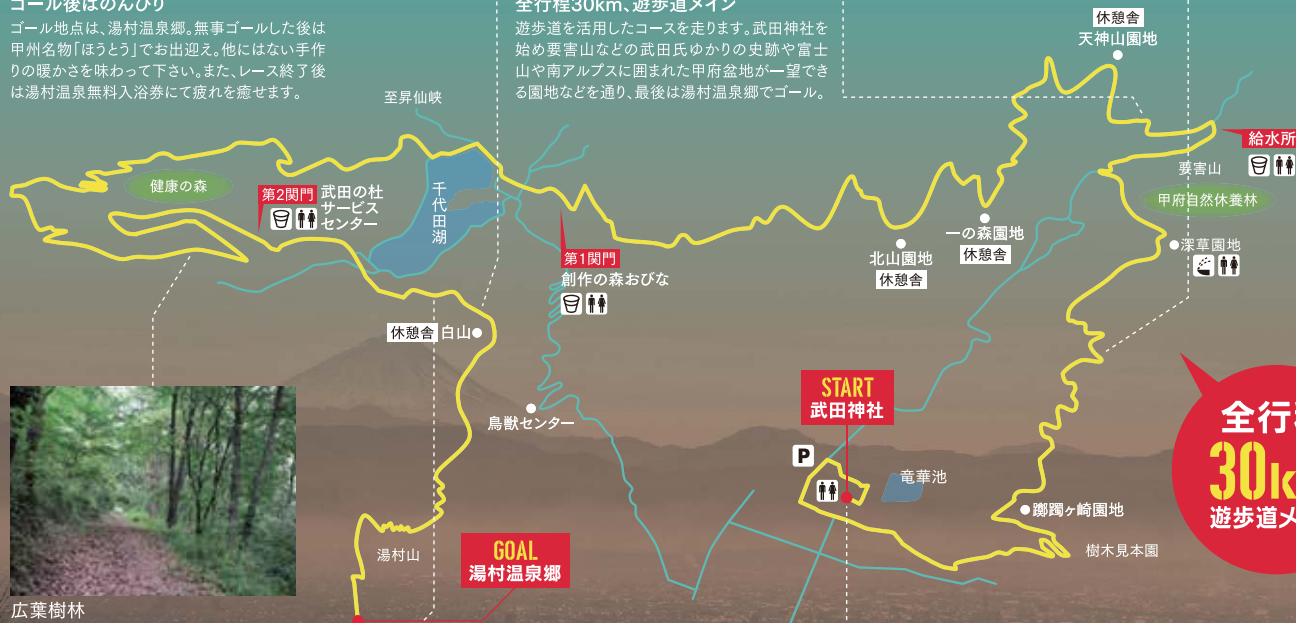 ゴール後はのんびり
ゴール地点は、湯村温泉郷。無事ゴールした後は
甲州名物「ほうとう」でお出迎え。他にはない手作
りの暖かさを味わって下さい。また、レース終了後
は湯村温泉無料入浴券にて疲れを癒せます。
全行程30km、遊歩道メイン
遊歩道を活用したコースを走ります。武田神社を
始め要害山などの武田氏ゆかりの史跡や富士
山や南アルプスに囲まれた甲府盆地が一望でき
る園地などを通り、最後は湯村温泉郷でゴール。
休憩舎
天神山園地
至昇仙峡
給水所
要害山
甲府自然休養林
深草園地
健康の森
第2関門
武田の杜
サービス
センター
千代田湖
第1関門
創作の森おびな
一の森園地
休憩舎
北山園地
休憩舎
休憩舎
白山
鳥獣センター
START
武田神社
P
竜華池
躑躅ヶ崎園地
樹木見本園
全行
30k
遊歩道メ
湯村山
GOAL
湯村温泉郷
広葉樹林